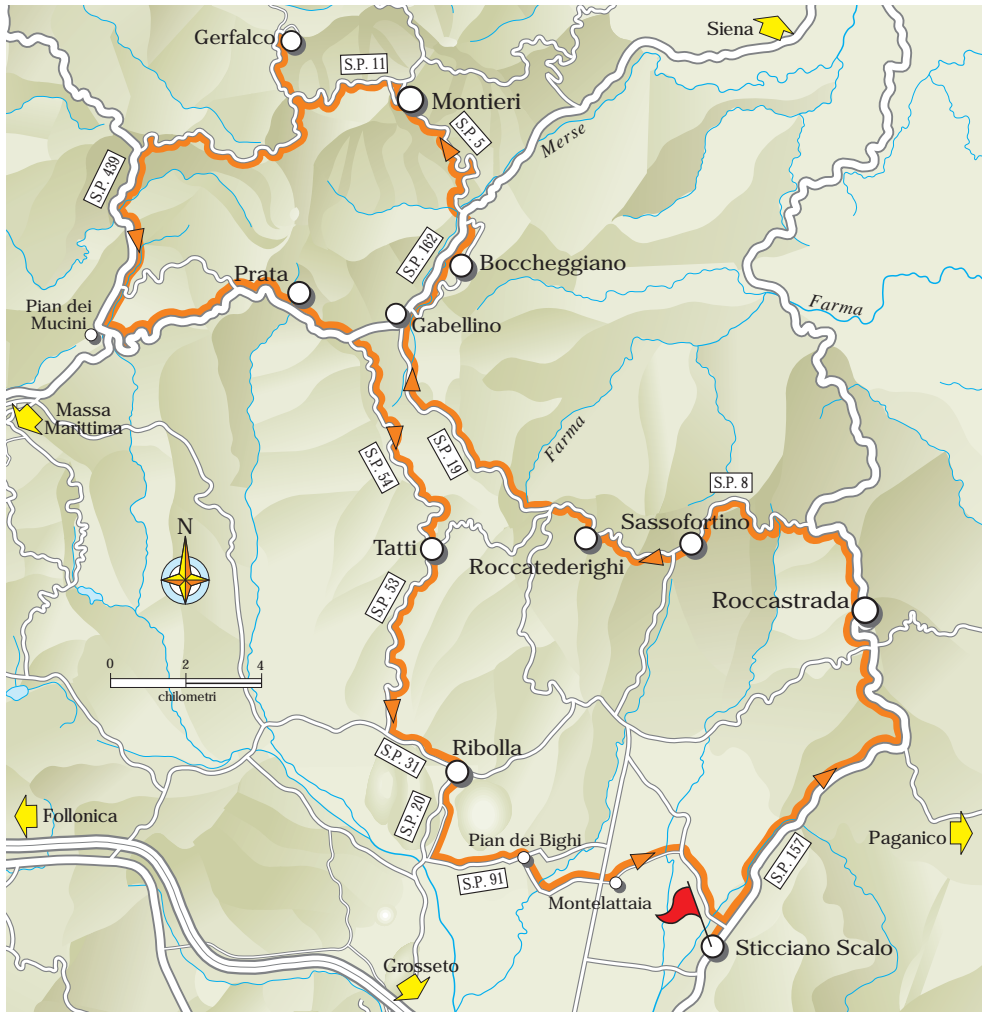 Siena
Gerfalco
S.P. 11
Montieri
S.P. 5
Merse
S.P. 439
S.P. 162
Boccheggiano
Prata
Pian dei
Mucini
Gabellino
Farma
Massa
Marittima
Farma
S.P. 19
S.P. 54
S.P. 8
N
Sassofortino
Tatti
Roccatederighi
S.P. 53
Roccastrada
0 2 4
chilometri
Ribolla
S.P. 31
S.P. 20
Follonica
Pian dei Bighi
Paganico
S.P. 157
S.P. 91
Montelattaia
Sticciano Scalo
Grosseto